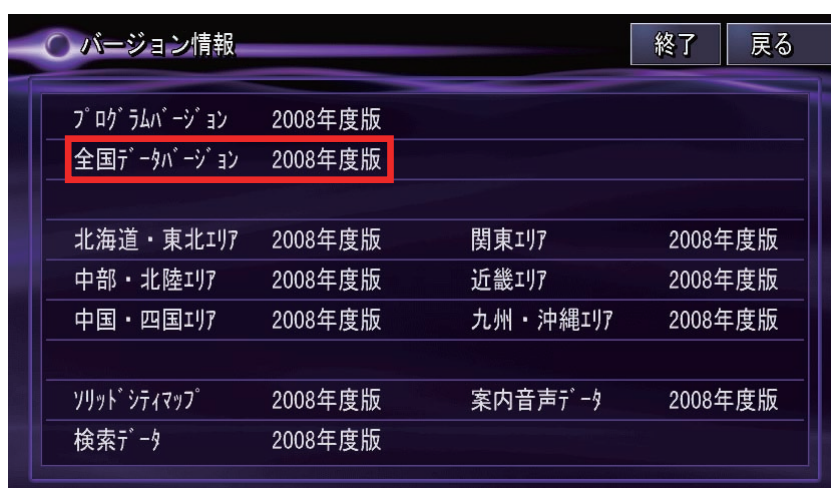 バージョン情報 終了 戻る
ﾌﾟﾛｸﾞﾗﾑﾊﾞｰｼﾞｮﾝ 2008年度版
全国ﾃﾞｰﾀﾊﾞｰｼﾞｮﾝ 2008年度版
北海道・東北ｴﾘｱ 2008年度版 関東ｴﾘｱ 2008年度版
中部・北陸ｴﾘｱ 2008年度版 近畿ｴﾘｱ 2008年度版
中国・四国ｴﾘｱ 2008年度版 九州・沖縄ｴﾘｱ 2008年度版
ｿﾘｯﾄﾞｼﾃｨﾏｯﾌﾟ 2008年度版 案内音声ﾃﾞｰﾀ 2008年度版
検索ﾃﾞｰﾀ 2008年度版